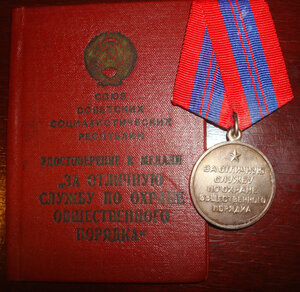 СОЮЗ
СОВЕТСКИХ
СОЦИАЛИСТИЧЕСКИХ
РЕСПУБЛИК
УДОСТОВЕРЕНИЕ К МЕДАЛИ
„ЗА ОТЛИЧНУЮ
СЛУЖБУ ПО ОХРАНЕ
ОБЩЕСТВЕННОГО
ПОРЯДКА“
ЗА ОТЛИЧНУЮ
СЛУЖБУ
ПО ОХРАНЕ
ОБЩЕСТВЕННОГО
ПОРЯДКА